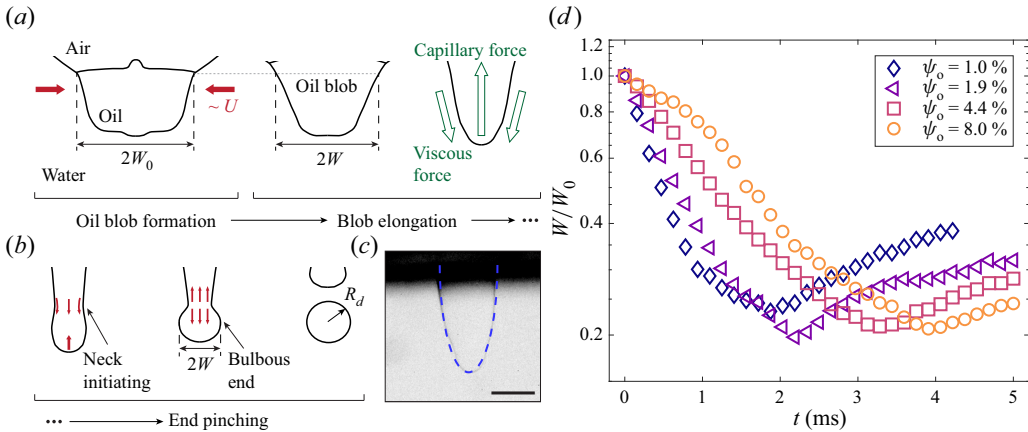 (a)
Air
Oil
~ U
2W₀
Water
Oil blob
2W
Capillary force
Viscous
force
Oil blob formation
Blob elongation
•••
(b)
Neck
initiating
2W
Bulbous
end
R_d
•••
End pinching
(c)
(d)
W/W₀
1.2
1.0
0.8
0.6
0.4
0.2
0
1
2
3
4
5
t (ms)
ψₒ = 1.0 %
ψₒ = 1.9 %
ψₒ = 4.4 %
ψₒ = 8.0 %